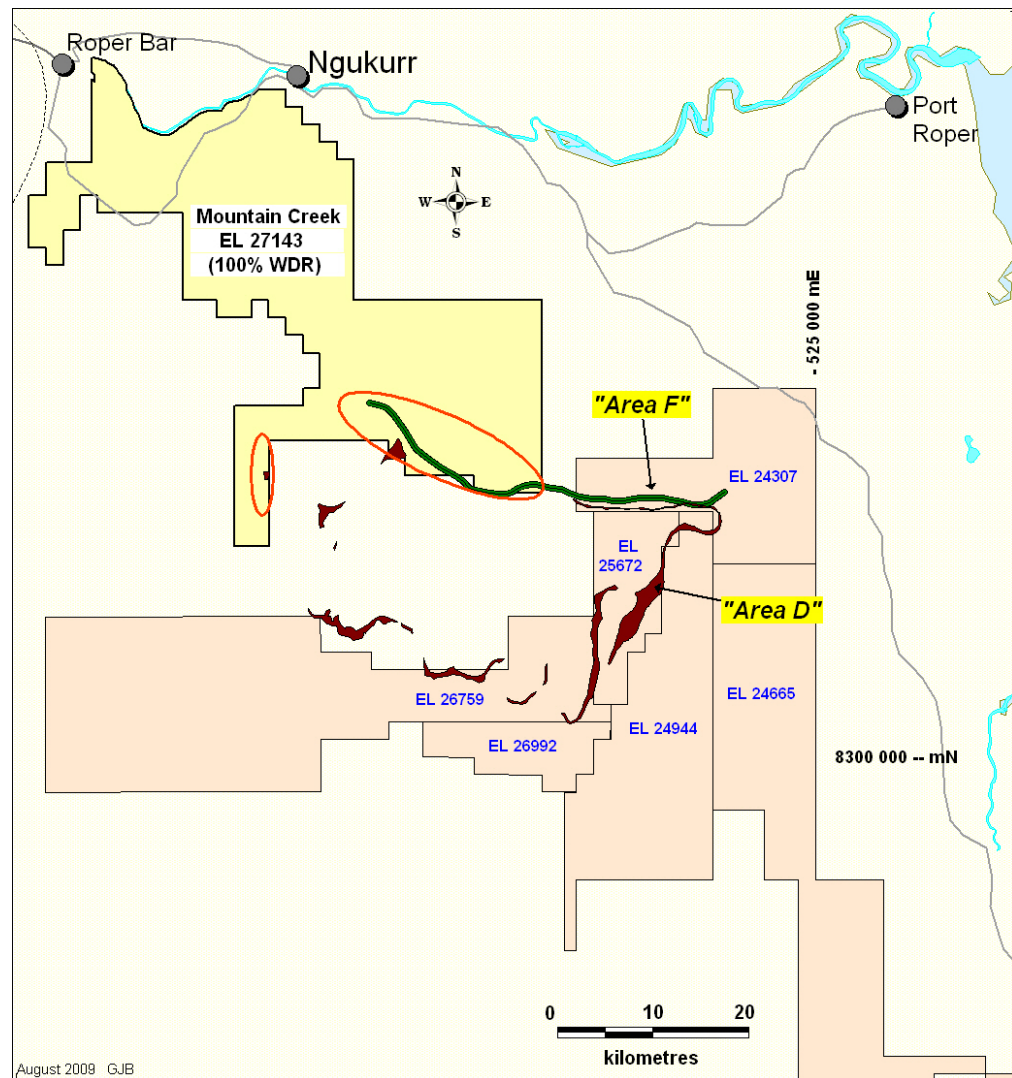 Roper Bar
Ngukurr
Port
Roper
N
W E
S
Mountain Creek
EL 27143
(100% WDR)
- 525 000 mE
"Area F"
EL 24307
EL
25672
"Area D"
EL 26759
EL 24665
EL 24944
EL 26992
8300 000 -- mN
0 10 20
kilometres
August 2009 GJB